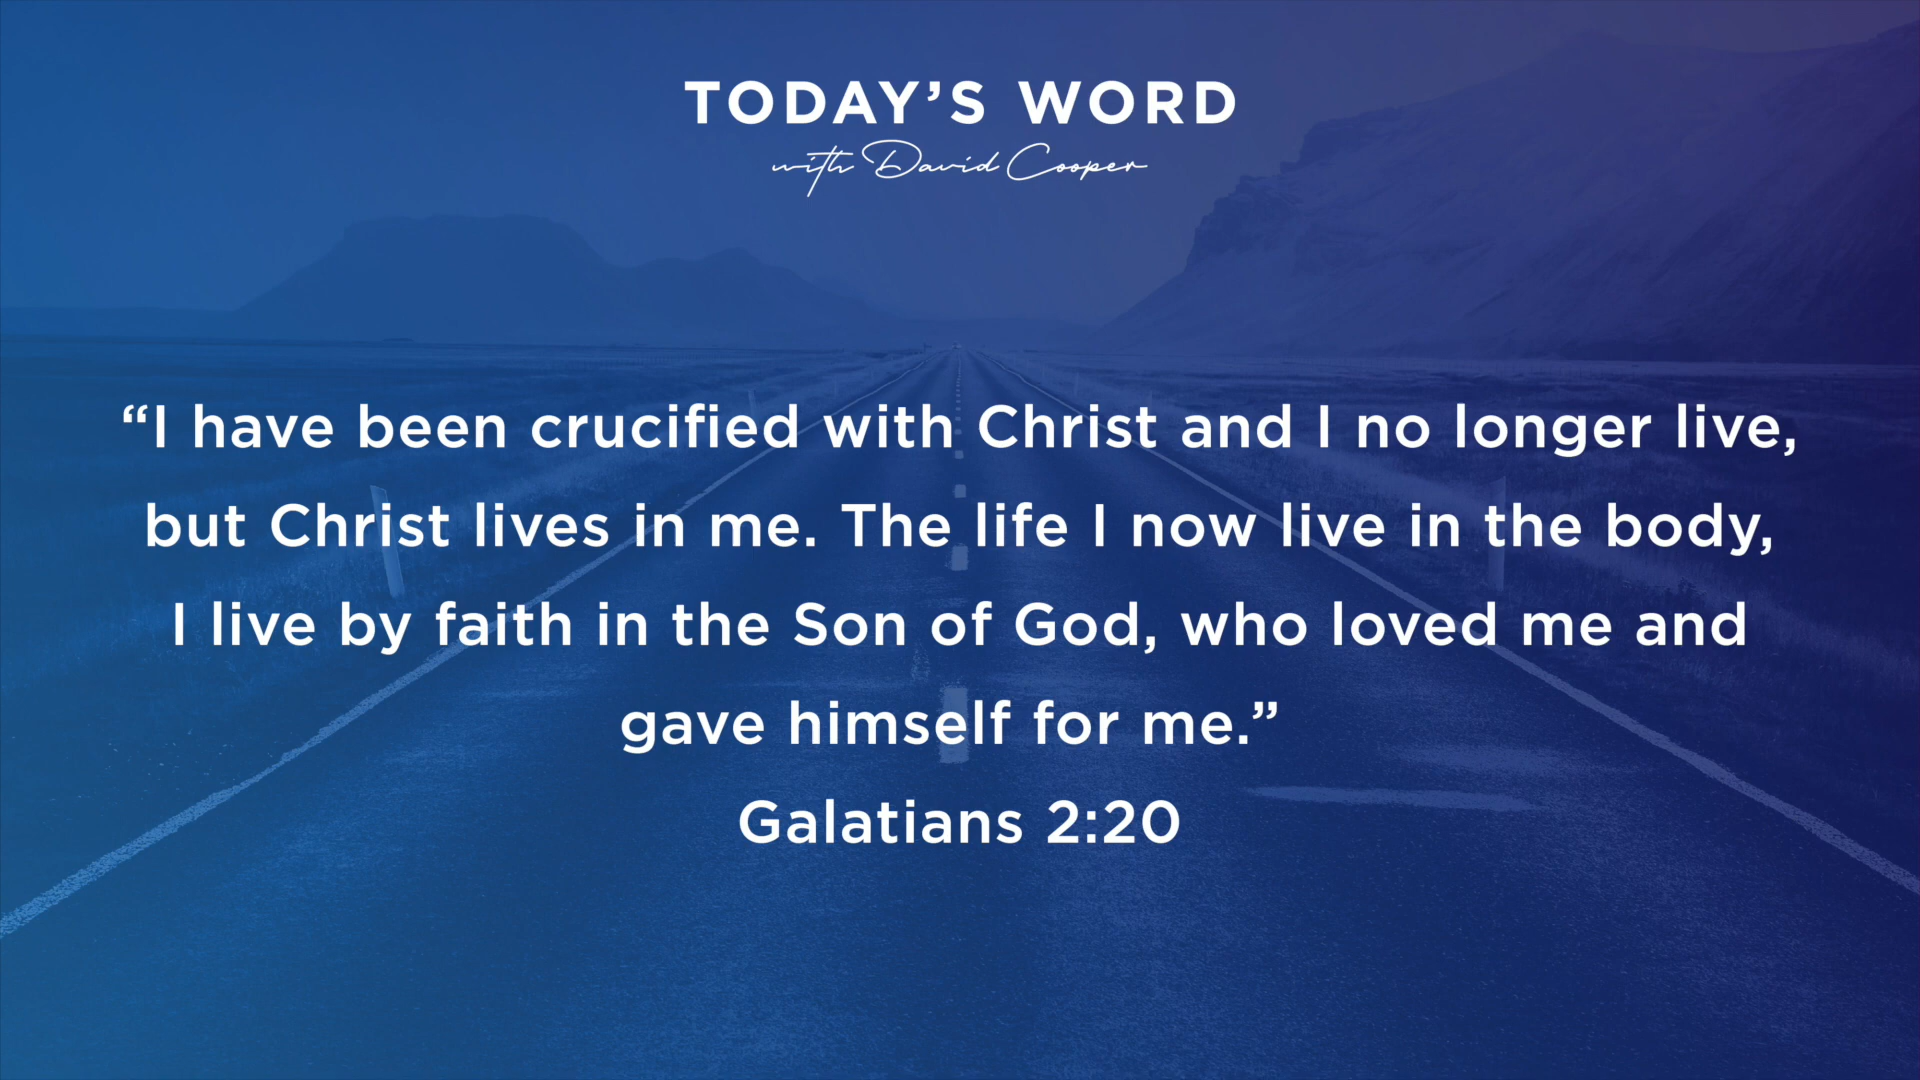 TODAY’S WORD
with David Cooper
“I have been crucified with Christ and I no longer live,
but Christ lives in me. The life I now live in the body,
I live by faith in the Son of God, who loved me and
gave himself for me.”
Galatians 2:20